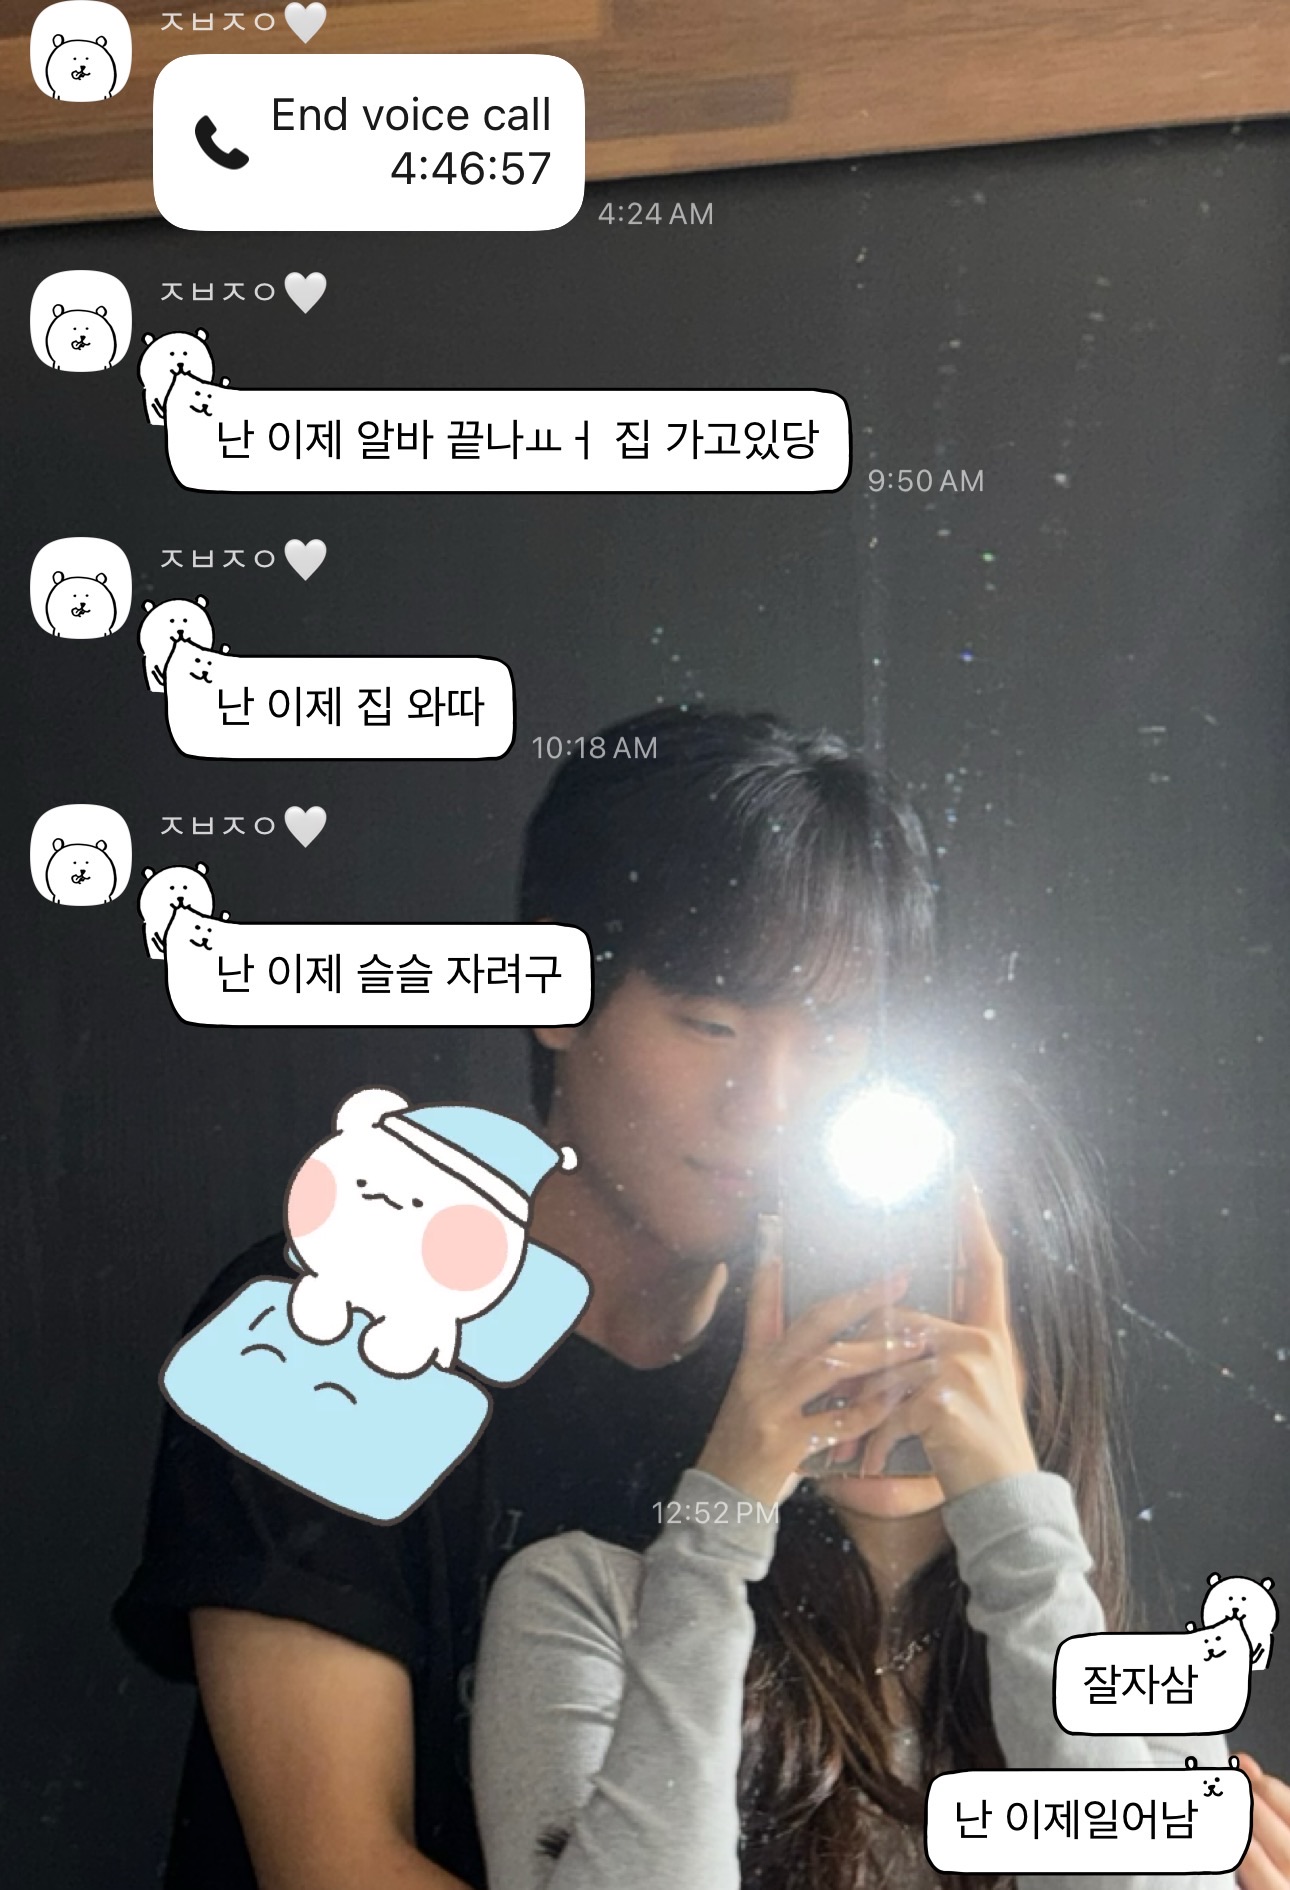 ㅈㅂㅈㅇ🤍
End voice call
4:46:57
4:24 AM
ㅈㅂㅈㅇ🤍
난 이제 알바 끝나ㅛㅓ 집 가고있당
9:50 AM
ㅈㅂㅈㅇ🤍
난 이제 집 와따
10:18 AM
ㅈㅂㅈㅇ🤍
난 이제 슬슬 자려구
12:52 PM
잘자삼
난 이제일어남